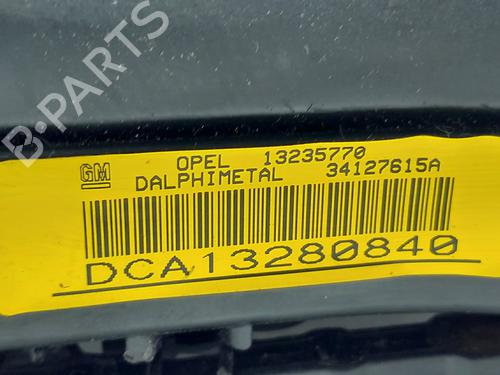 B-PARTS
GM OPEL 13235770
DALPHIMETAL 34127615A
DCA13280840